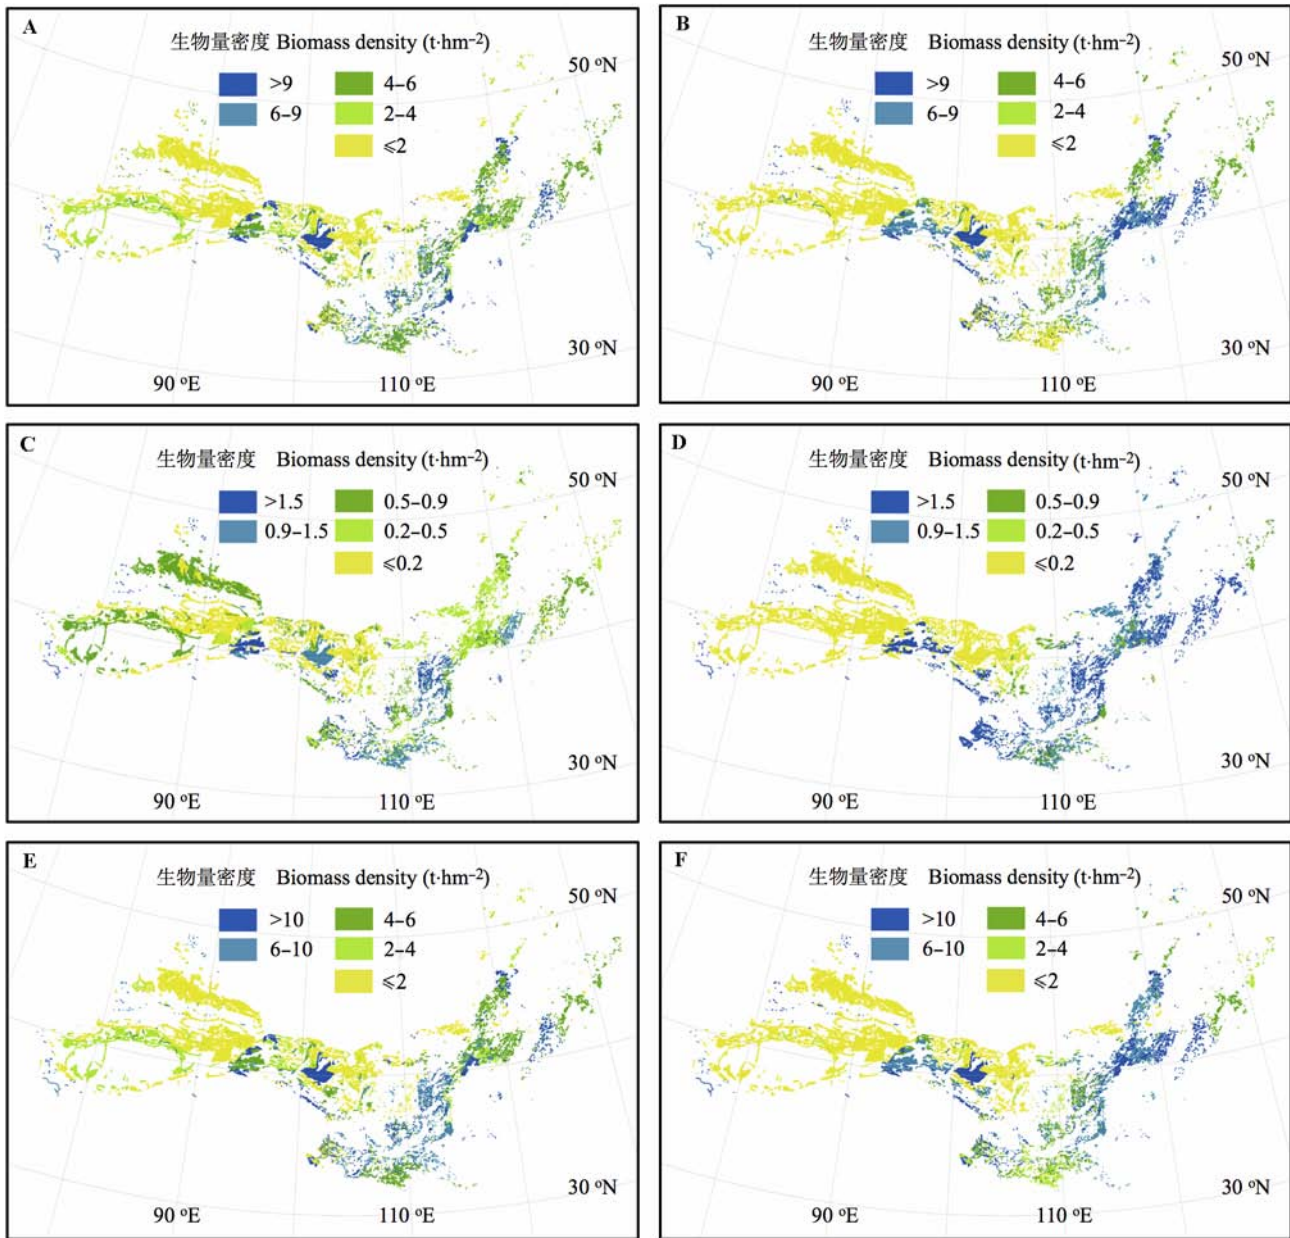 A
生物量密度 Biomass density (t·hm⁻²)
>9 4–6
6–9 2–4
≤2
50 ºN
30 ºN
90 ºE 110 ºE
B
生物量密度 Biomass density (t·hm⁻²)
>9 4–6
6–9 2–4
≤2
50 ºN
30 ºN
90 ºE 110 ºE
C
生物量密度 Biomass density (t·hm⁻²)
>1.5 0.5–0.9
0.9–1.5 0.2–0.5
≤0.2
50 ºN
30 ºN
90 ºE 110 ºE
D
生物量密度 Biomass density (t·hm⁻²)
>1.5 0.5–0.9
0.9–1.5 0.2–0.5
≤0.2
50 ºN
30 ºN
90 ºE 110 ºE
E
生物量密度 Biomass density (t·hm⁻²)
>10 4–6
6–10 2–4
≤2
50 ºN
30 ºN
90 ºE 110 ºE
F
生物量密度 Biomass density (t·hm⁻²)
>10 4–6
6–10 2–4
≤2
50 ºN
30 ºN
90 ºE 110 ºE